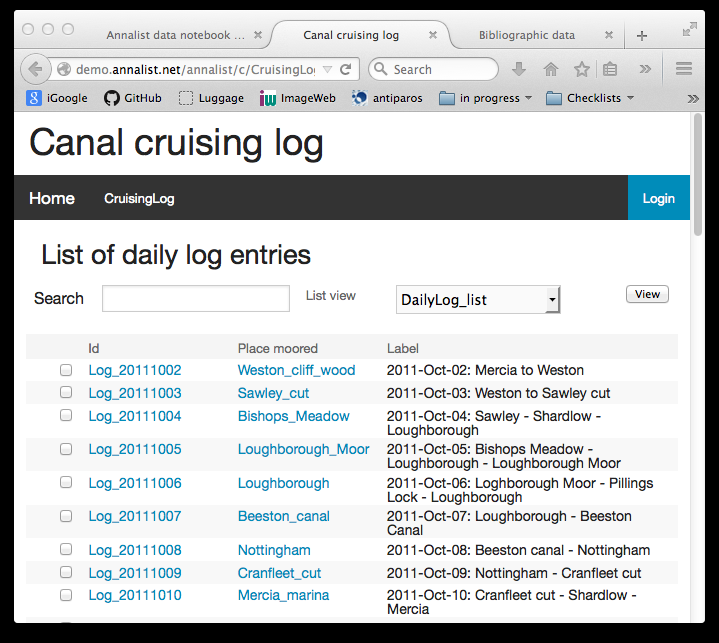 Annalist data notebook ...
Canal cruising log
Bibliographic data
demo.annalist.net/annalist/c/CruisingLog
Search
iGoogle
GitHub
Luggage
ImageWeb
antiparos
in progress
Checklists
Canal cruising log
Home
CruisingLog
Login
List of daily log entries
Search
List view
DailyLog_list
View
Id Place moored Label
Log_20111002 Weston_cliff_wood 2011-Oct-02: Mercia to Weston
Log_20111003 Sawley_cut 2011-Oct-03: Weston to Sawley cut
Log_20111004 Bishops_Meadow 2011-Oct-04: Sawley - Shardlow -
Loughborough
Log_20111005 Loughborough_Moor 2011-Oct-05: Bishops Meadow -
Loughborough - Loughborough Moor
Log_20111006 Loughborough 2011-Oct-06: Loghborough Moor - Pillings
Lock - Loughborough
Log_20111007 Beeston_canal 2011-Oct-07: Loughborough - Beeston
Canal
Log_20111008 Nottingham 2011-Oct-08: Beeston canal - Nottingham
Log_20111009 Cranfleet_cut 2011-Oct-09: Nottingham - Cranfleet cut
Log_20111010 Mercia_marina 2011-Oct-10: Cranfleet cut - Shardlow -
Mercia